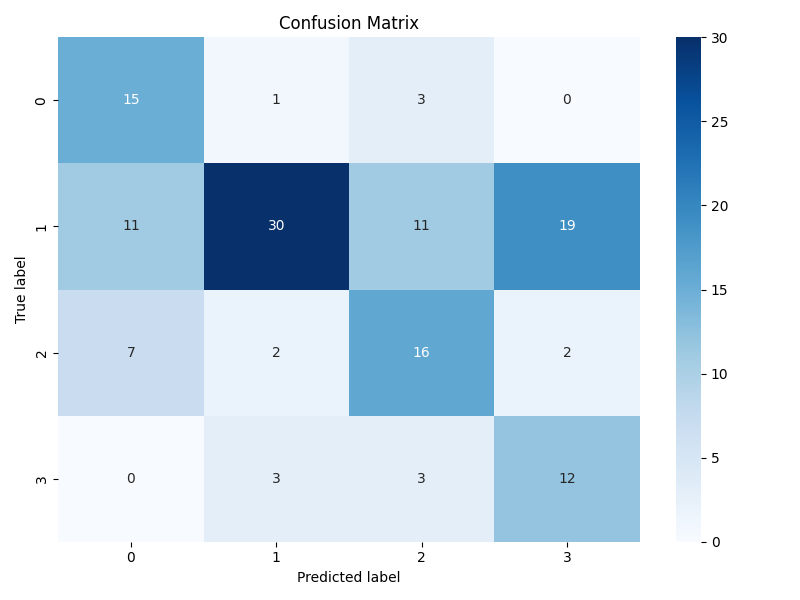 Confusion Matrix
True label
0 15 1 3 0
1 11 30 11 19
2 7 2 16 2
3 0 3 3 12
0 1 2 3
Predicted label
30
25
20
15
10
5
0